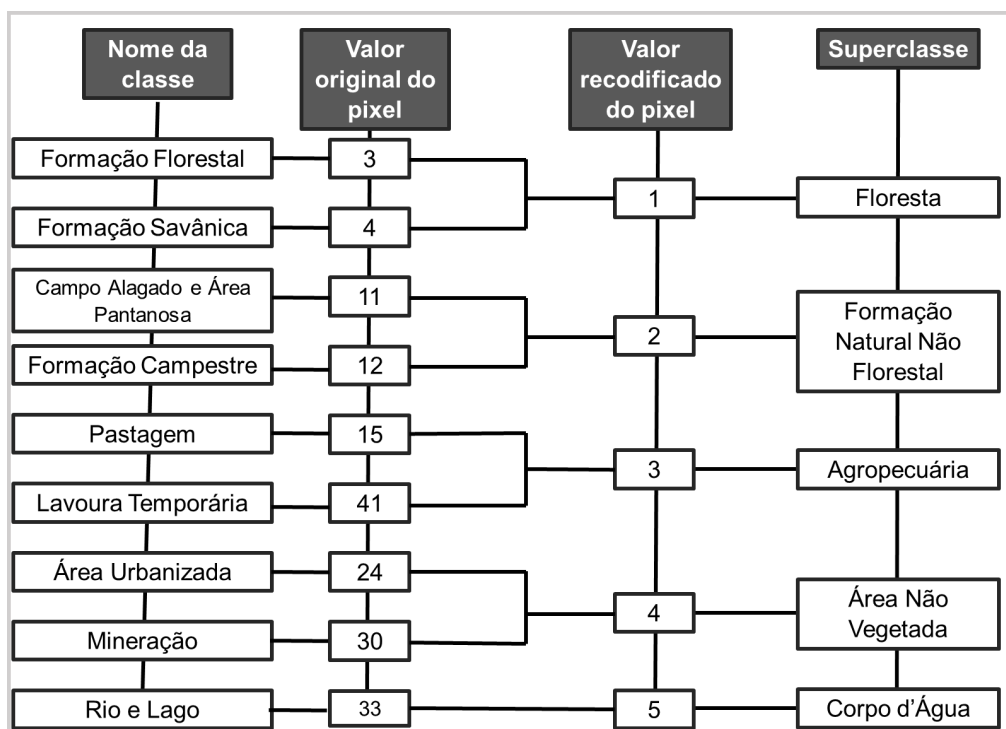 Nome da
classe
Valor
original do
pixel
Valor
recodificado
do pixel
Superclasse
Formação Florestal
3
Formação Savânica
4
1
Floresta
Campo Alagado e Área
Pantanosa
11
Formação Campestre
12
2
Formação
Natural Não
Florestal
Pastagem
15
Lavoura Temporária
41
3
Agropecuária
Área Urbanizada
24
Mineração
30
4
Área Não
Vegetada
Rio e Lago
33
5
Corpo d'Água